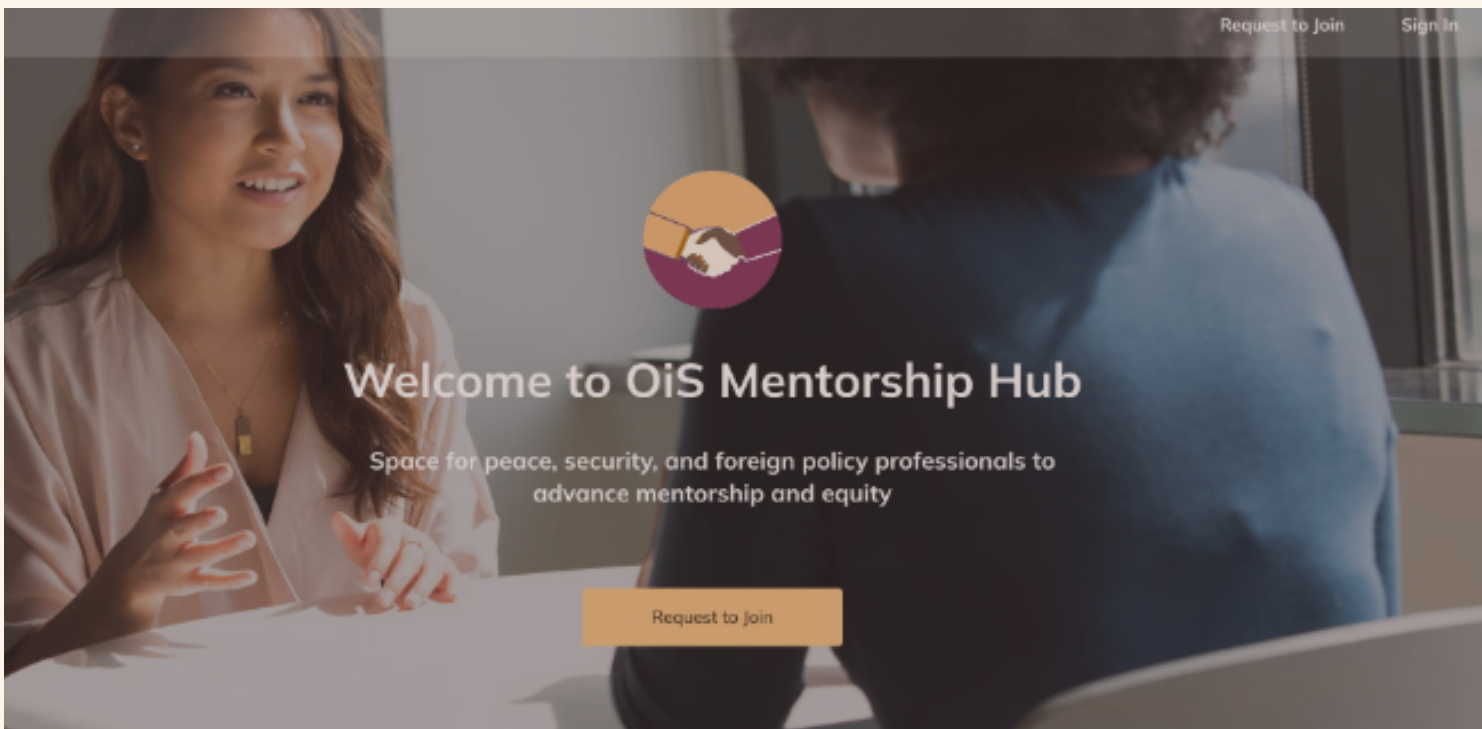 Request to Join Sign In
Welcome to OiS Mentorship Hub
Space for peace, security, and foreign policy professionals to
advance mentorship and equity
Request to Join